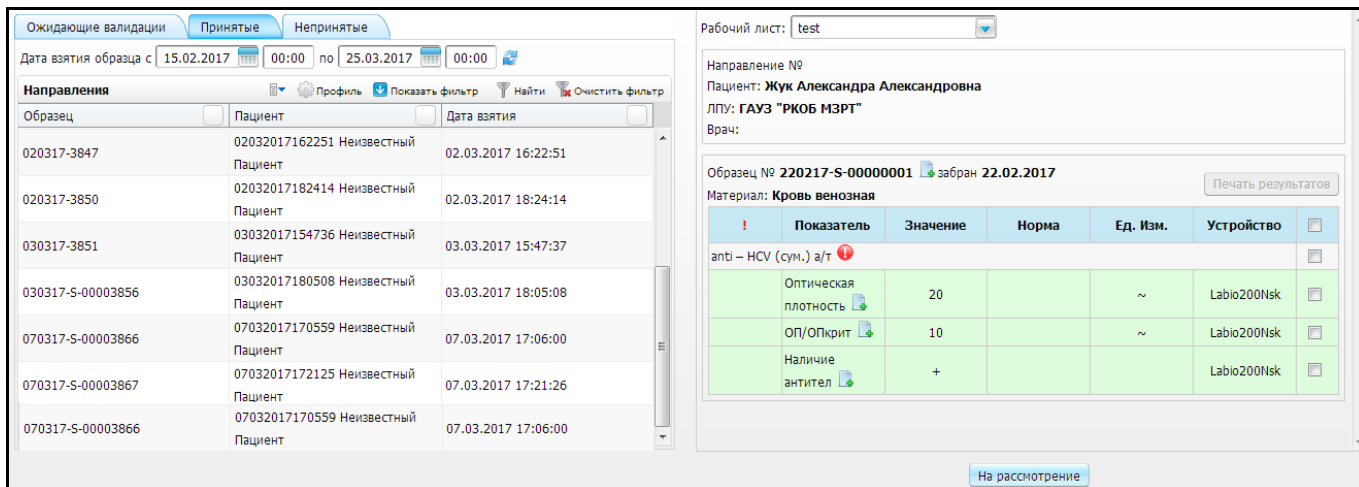 Ожидающие валидации Принятые Непринятые
Дата взятия образца с 15.02.2017 00:00 по 25.03.2017 00:00
Направления Профиль Показать фильтр Найти Очистить фильтр
Образец Пациент Дата взятия
020317-3847 02032017162251 Неизвестный Пациент 02.03.2017 16:22:51
020317-3850 02032017182414 Неизвестный Пациент 02.03.2017 18:24:14
030317-3851 03032017154736 Неизвестный Пациент 03.03.2017 15:47:37
030317-S-00003856 03032017180508 Неизвестный Пациент 03.03.2017 18:05:08
070317-S-00003866 07032017170559 Неизвестный Пациент 07.03.2017 17:06:00
070317-S-00003867 07032017172125 Неизвестный Пациент 07.03.2017 17:21:26
070317-S-00003866 07032017170559 Неизвестный Пациент 07.03.2017 17:06:00
Рабочий лист: test
Направление №
Пациент: Жук Александра Александровна
ЛПУ: ГАУЗ "РКОБ МЗРТ"
Врач:
Образец № 220217-S-00000001 забран 22.02.2017
Материал: Кровь венозная
Печать результатов
! Показатель Значение Норма Ед. Изм. Устройство
anti – HCV (сум.) а/т
Оптическая плотность 20 ~ Labio200Nsk
ОП/ОПкрит 10 ~ Labio200Nsk
Наличие антител + Labio200Nsk
На рассмотрение